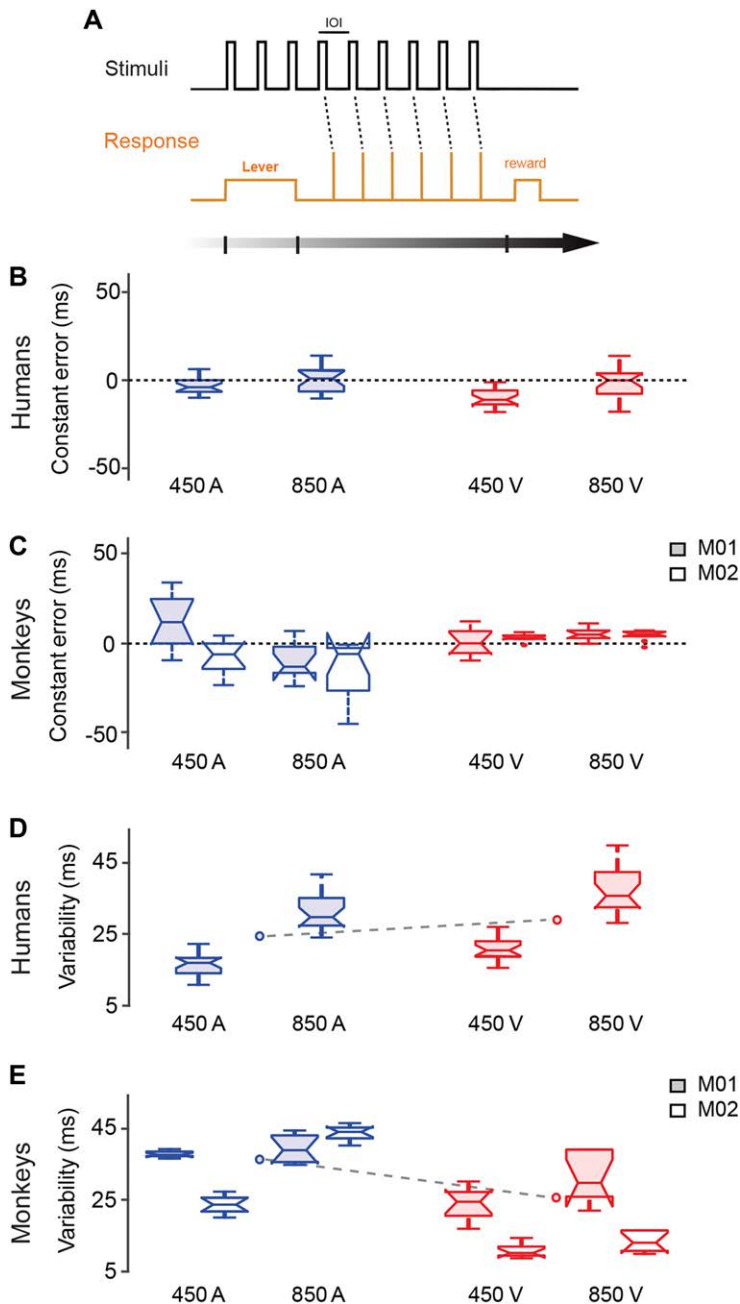 A
IOI
Stimuli
Response
Lever
reward
B
Humans
Constant error (ms)
50
0
-50
450 A 850 A 450 V 850 V
C
Monkeys
Constant error (ms)
50
0
-50
M01
M02
450 A 850 A 450 V 850 V
D
Humans
Variability (ms)
45
25
5
450 A 850 A 450 V 850 V
E
Monkeys
Variability (ms)
45
25
5
M01
M02
450 A 850 A 450 V 850 V